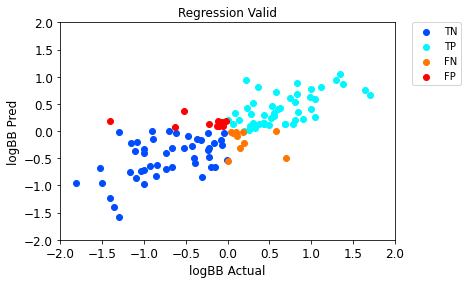 Regression Valid
2.0
1.5
1.0
0.5
0.0
−0.5
−1.0
−1.5
−2.0
logBB Pred
−2.0 −1.5 −1.0 −0.5 0.0 0.5 1.0 1.5 2.0
logBB Actual
TN
TP
FN
FP